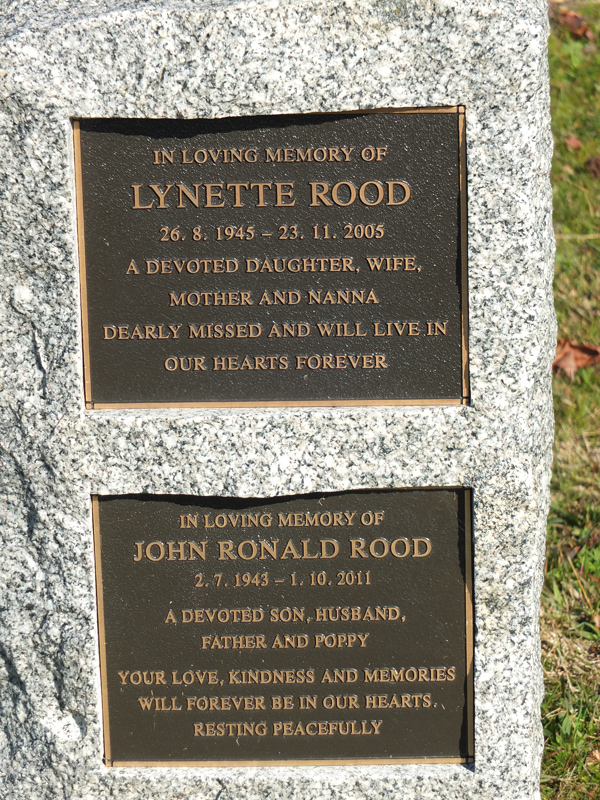 IN LOVING MEMORY OF
LYNETTE ROOD
26. 8. 1945 – 23. 11. 2005
A DEVOTED DAUGHTER, WIFE,
MOTHER AND NANNA
DEARLY MISSED AND WILL LIVE IN
OUR HEARTS FOREVER
IN LOVING MEMORY OF
JOHN RONALD ROOD
2. 7. 1943 – 1. 10. 2011
A DEVOTED SON, HUSBAND,
FATHER AND POPPY
YOUR LOVE, KINDNESS AND MEMORIES
WILL FOREVER BE IN OUR HEARTS.
RESTING PEACEFULLY